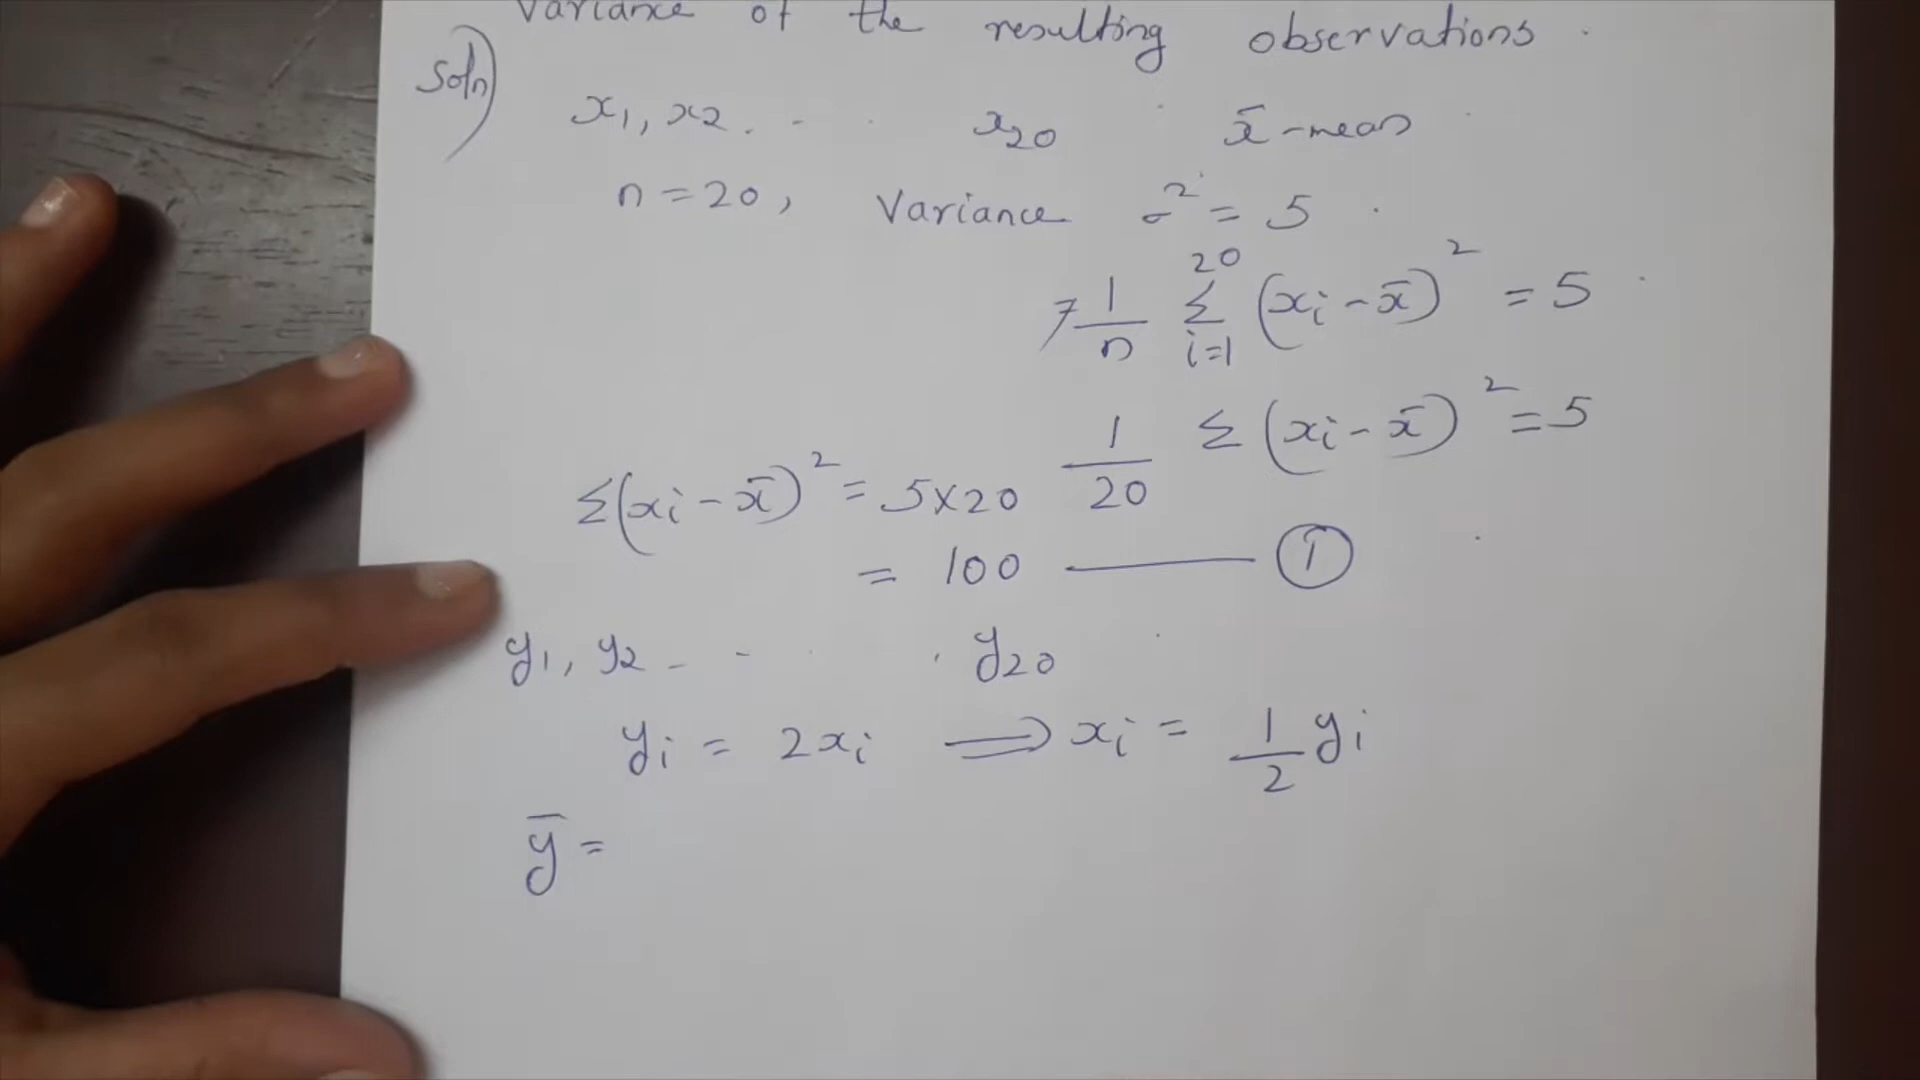 Variance of the resulting observations.
Soln)
x₁, x₂. - . x₂₀ x̄ -mean
n = 20, Variance σ² = 5
1/n Σ_{i=1}^{20} (xᵢ - x̄)² = 5
1/20 Σ (xᵢ - x̄)² = 5
Σ(xᵢ - x̄)² = 5×20
= 100 —— ①
y₁, y₂ - - . . y₂₀
yᵢ = 2xᵢ ⟹ xᵢ = 1/2 yᵢ
ȳ =